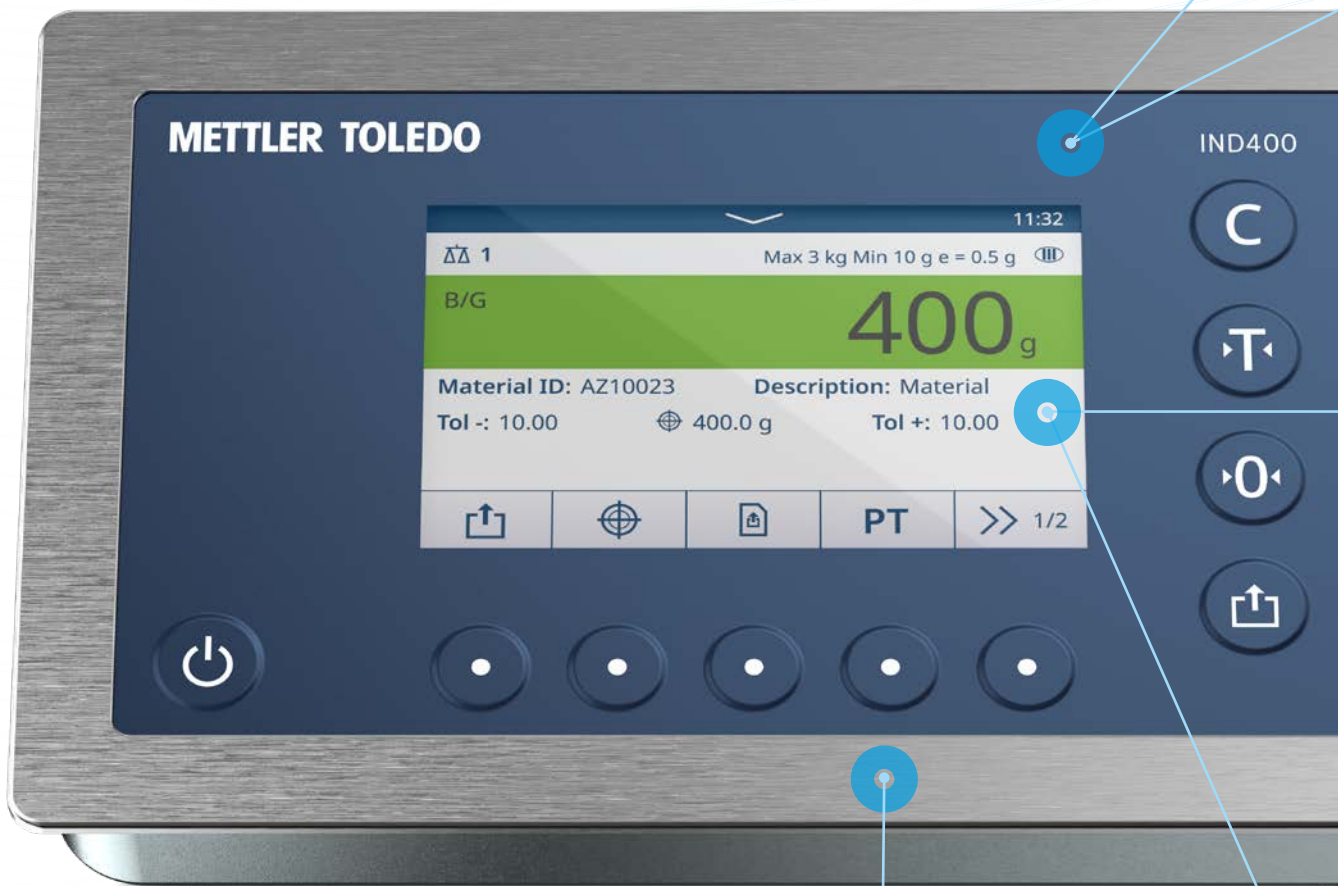 METTLER TOLEDO
IND400
C
11:32
1
Max 3 kg Min 10 g e = 0.5 g III
B/G
400 g
T
Material ID: AZ10023 Description: Material
Tol -: 10.00 400.0 g Tol +: 10.00
0
PT
1/2